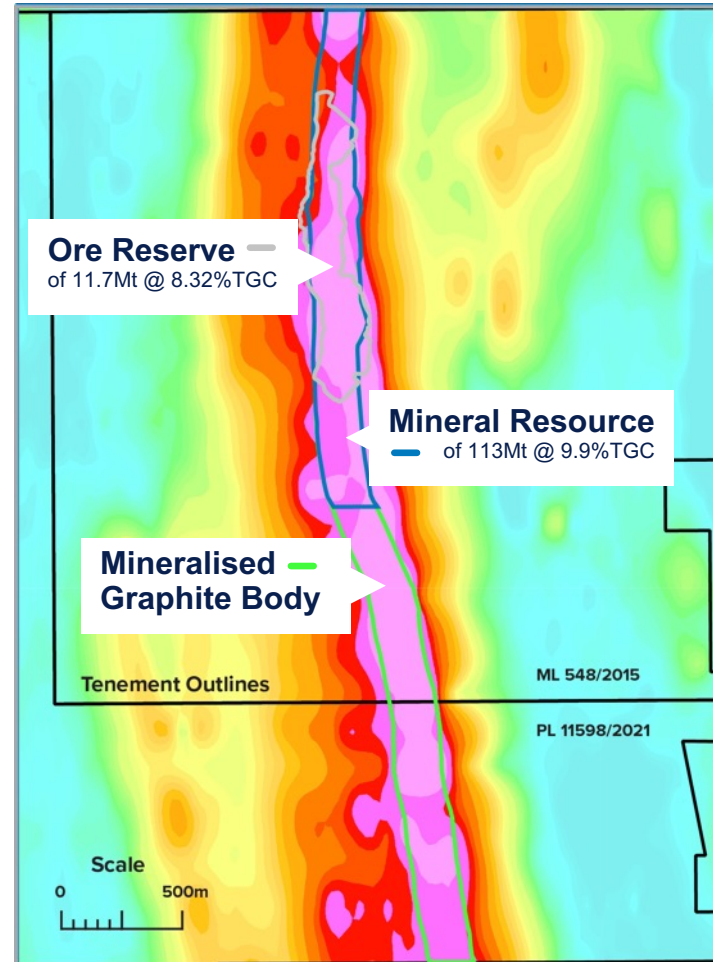 Ore Reserve
of 11.7Mt @ 8.32%TGC
Mineral Resource
of 113Mt @ 9.9%TGC
Mineralised
Graphite Body
Tenement Outlines
ML 548/2015
PL 11598/2021
Scale
0 500m